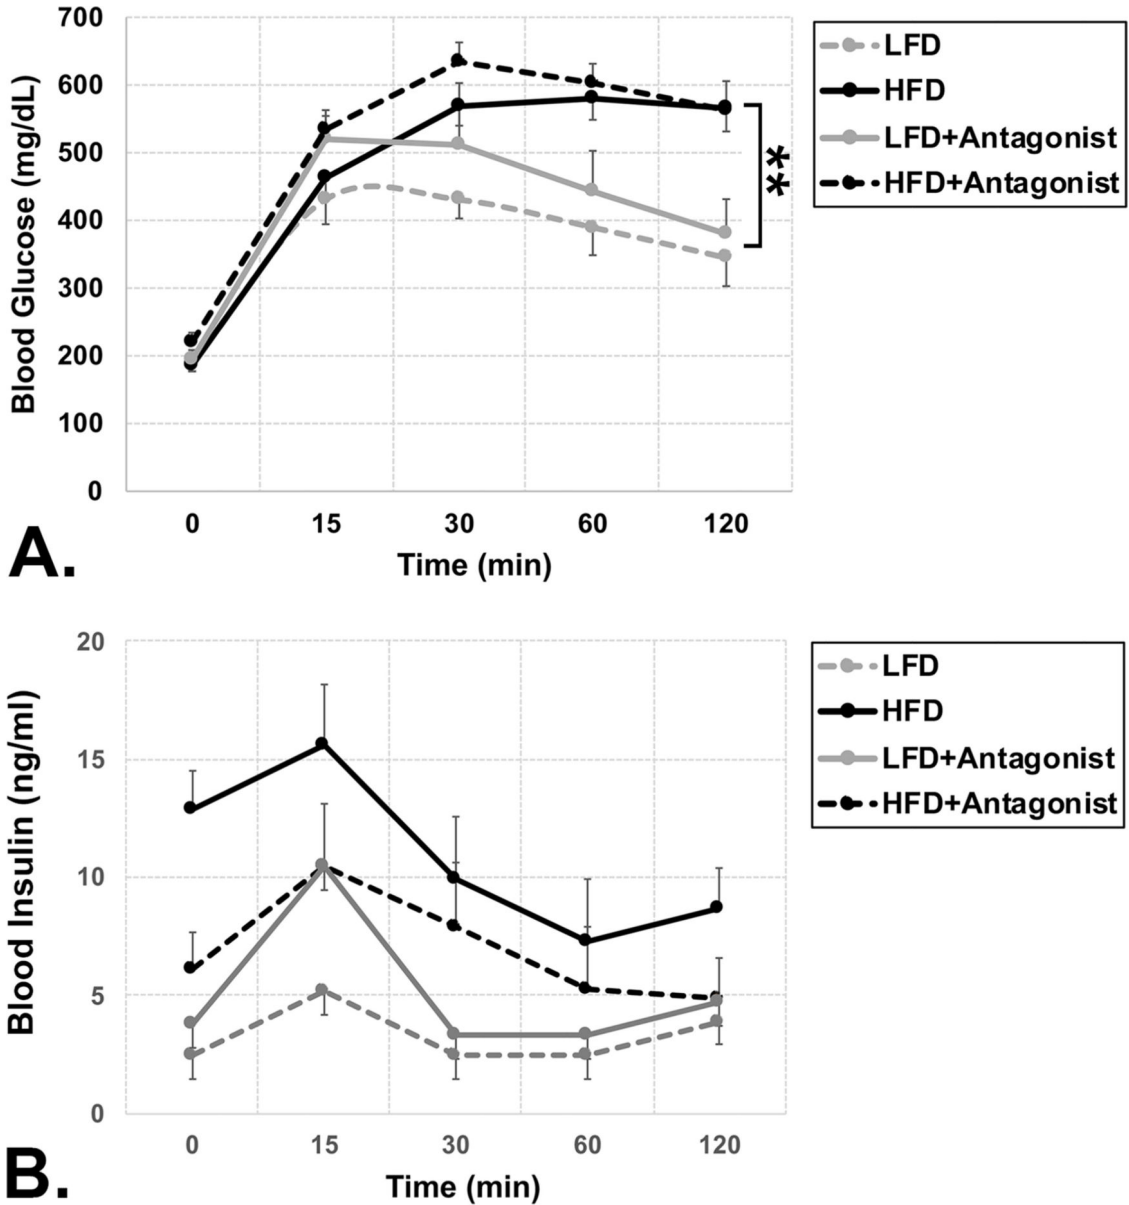 700
600
500
400
300
200
100
0
Blood Glucose (mg/dL)
0 15 30 60 120
Time (min)
A.
**
LFD
HFD
LFD+Antagonist
HFD+Antagonist
20
15
10
5
0
Blood Insulin (ng/ml)
0 15 30 60 120
Time (min)
B.
LFD
HFD
LFD+Antagonist
HFD+Antagonist